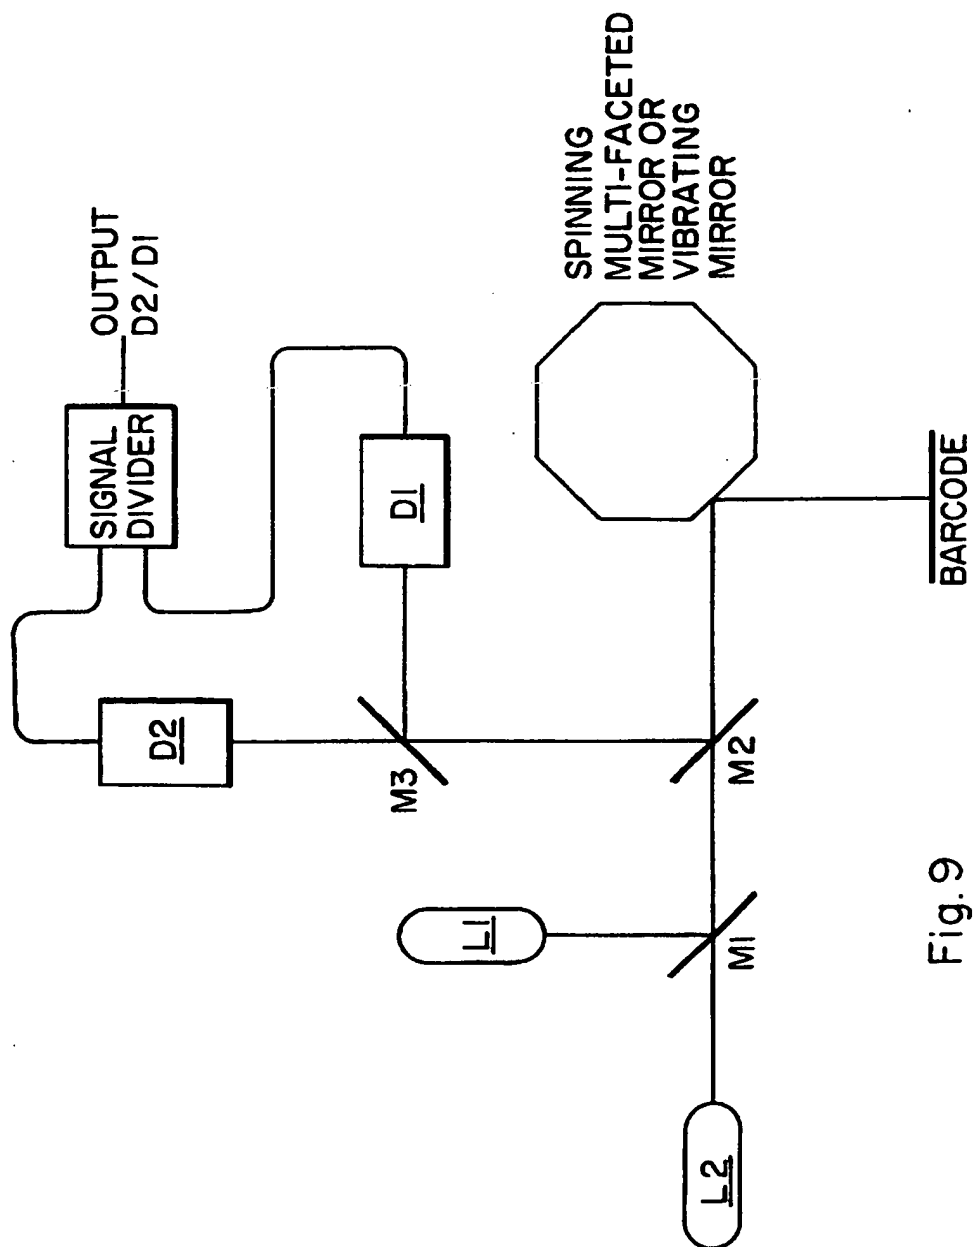 OUTPUT
D2/D1
SIGNAL
DIVIDER
D2
D1
M3
SPINNING
MULTI-FACETED
MIRROR OR
VIBRATING
MIRROR
L1
L2
M1
M2
BARCODE
Fig. 9